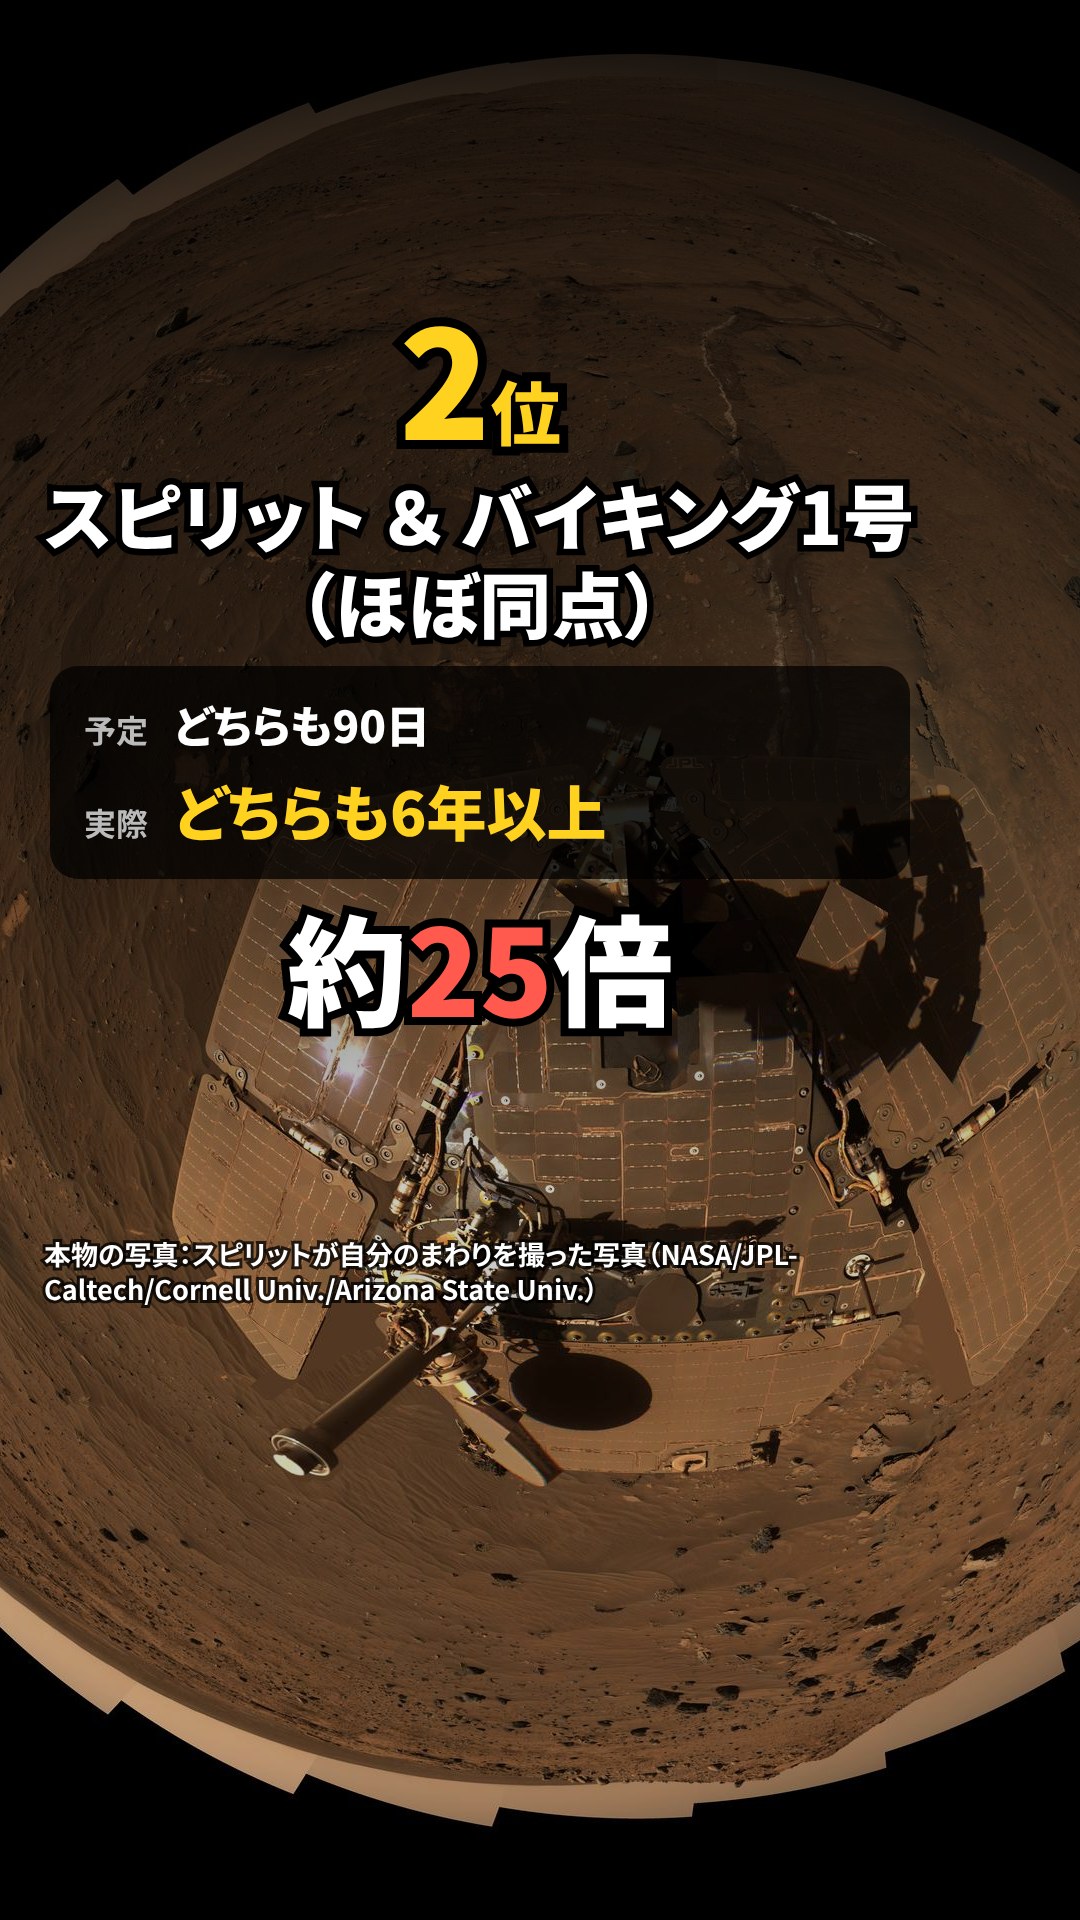 2位
スピリット & バイキング1号
（ほぼ同点）
予定 どちらも90日
実際 どちらも6年以上
約25倍
本物の写真：スピリットが自分のまわりを撮った写真（NASA/JPL-
Caltech/Cornell Univ./Arizona State Univ.）